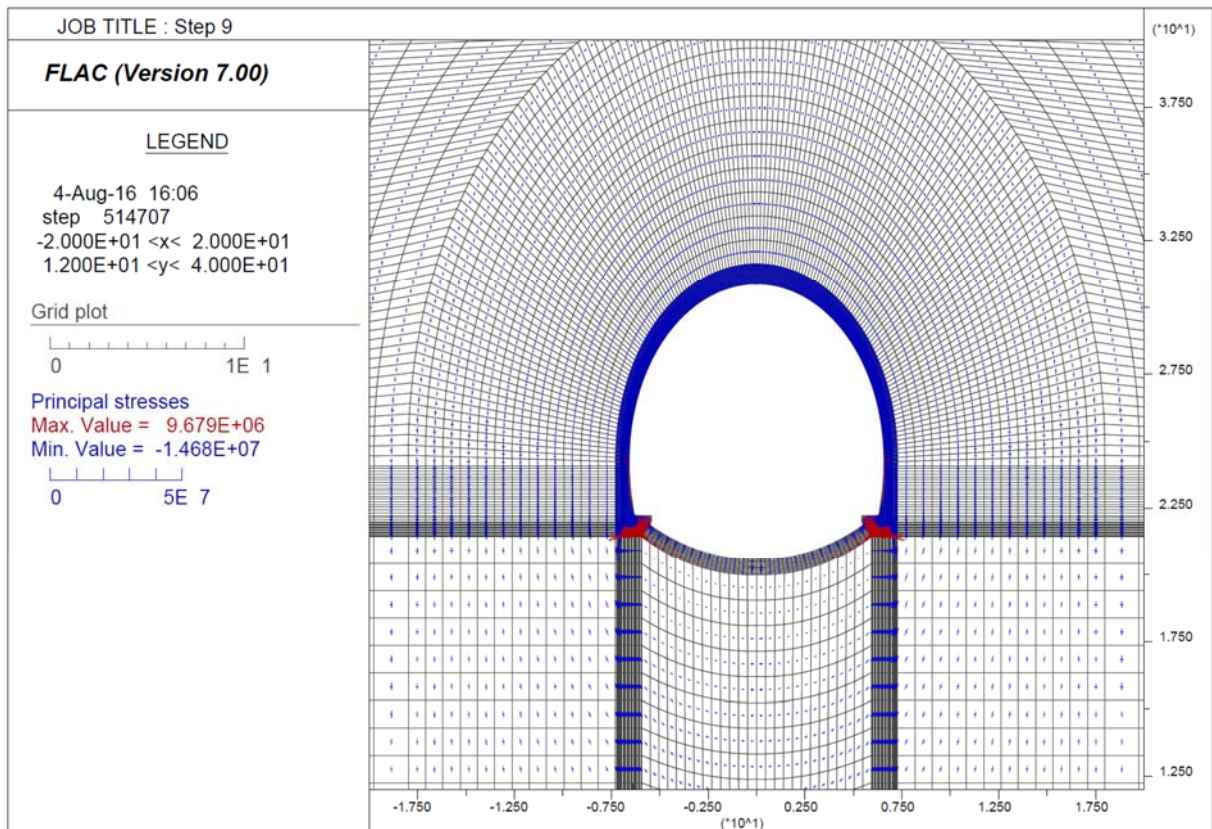 JOB TITLE : Step 9
FLAC (Version 7.00)
LEGEND
4-Aug-16 16:06
step 514707
-2.000E+01 <x< 2.000E+01
1.200E+01 <y< 4.000E+01
Grid plot
0 1E 1
Principal stresses
Max. Value = 9.679E+06
Min. Value = -1.468E+07
0 5E 7
(*10^1)
3.750
3.250
2.750
2.250
1.750
1.250
-1.750 -1.250 -0.750 -0.250 0.250 0.750 1.250 1.750
(*10^1)